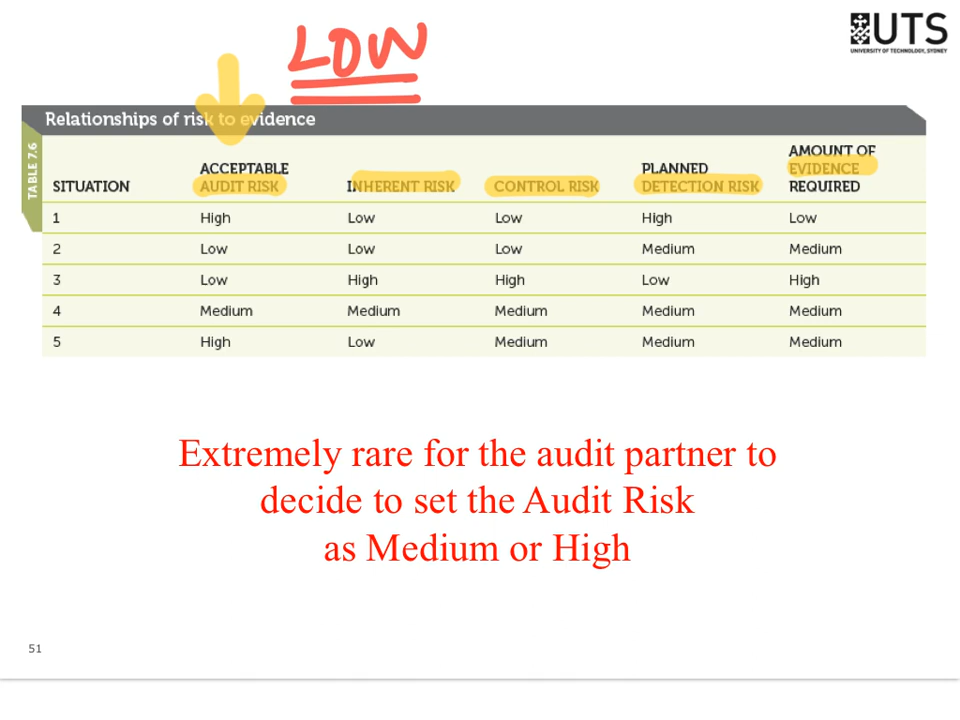 LOW
UTS
UNIVERSITY OF TECHNOLOGY, SYDNEY
Relationships of risk to evidence
TABLE 7.6
SITUATION ACCEPTABLE AUDIT RISK INHERENT RISK CONTROL RISK PLANNED DETECTION RISK AMOUNT OF EVIDENCE REQUIRED
1 High Low Low High Low
2 Low Low Low Medium Medium
3 Low High High Low High
4 Medium Medium Medium Medium Medium
5 High Low Medium Medium Medium
Extremely rare for the audit partner to
decide to set the Audit Risk
as Medium or High
51